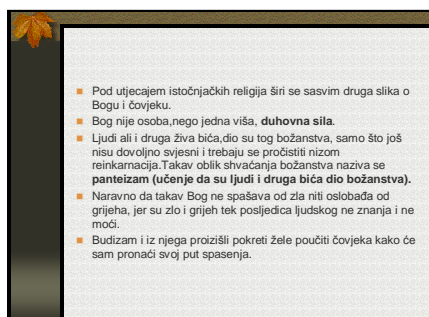 Pod utjecajem istočnjačkih religija širi se sasvim druga slika o
Bogu i čovjeku.
Bog nije osoba,nego jedna viša, duhovna sila.
Ljudi ali i druga živa bića,dio su tog božanstva, samo što još
nisu dovoljno svjesni i trebaju se pročistiti nizom
reinkarnacija.Takav oblik shvaćanja božanstva naziva se
panteizam (učenje da su ljudi i druga bića dio božanstva).
Naravno da takav Bog ne spašava od zla niti oslobađa od
grijeha, jer su zlo i grijeh tek posljedica ljudskog ne znanja i ne
moći.
Budizam i iz njega proizišli pokreti žele poučiti čovjeka kako će
sam pronaći svoj put spasenja.